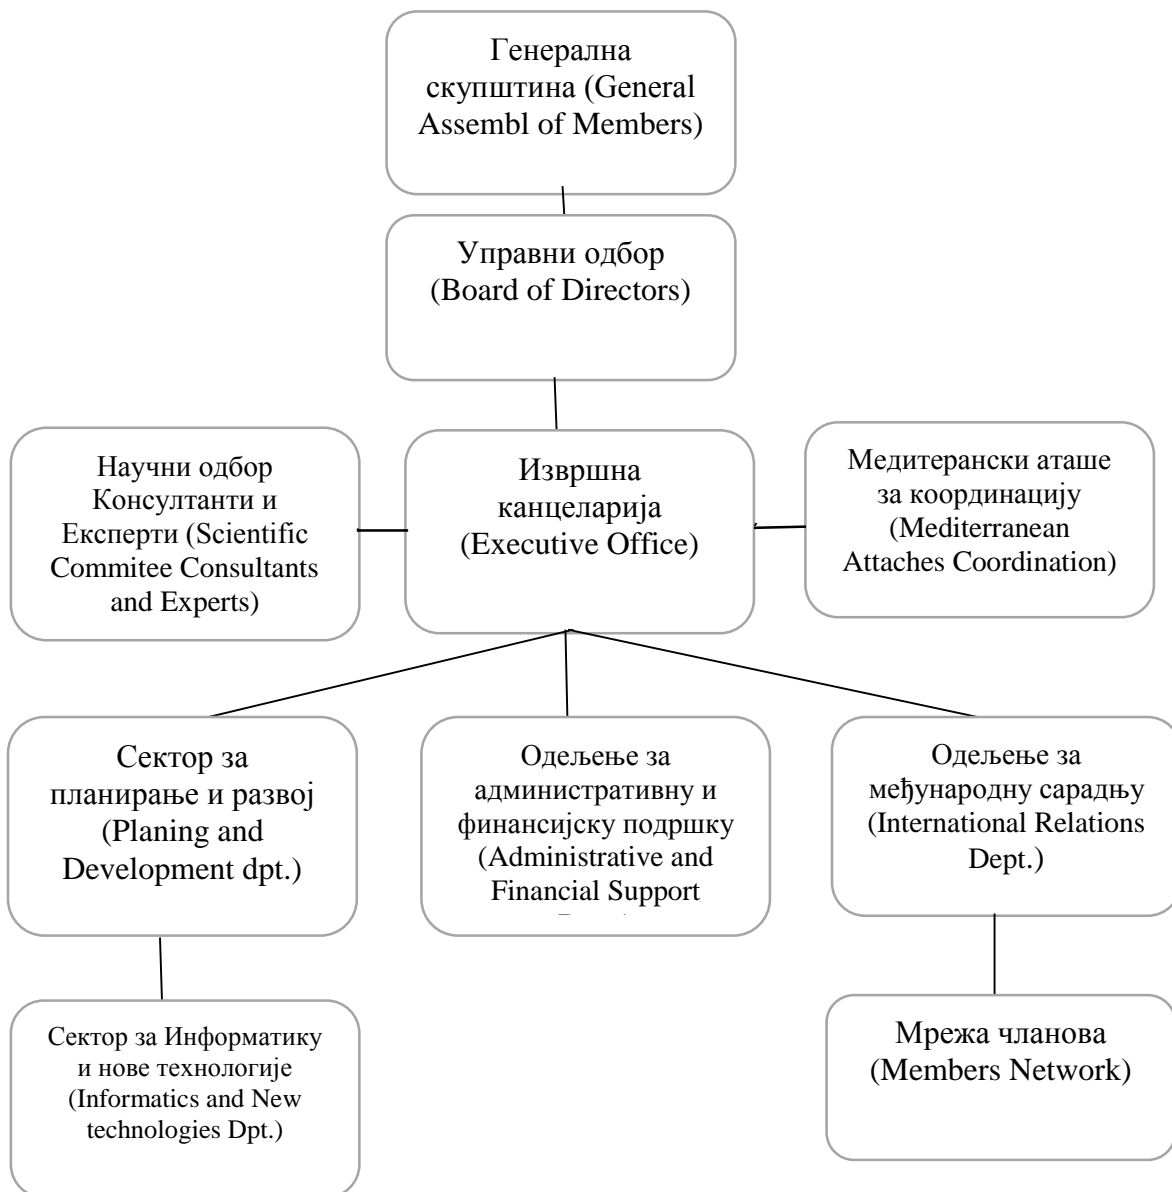 Генерална
скупштина (General
Assembl of Members)
Управни одбор
(Board of Directors)
Научни одбор
Консултанти и
Експерти (Scientific
Commitee Consultants
and Experts)
Извршна
канцеларија
(Executive Office)
Медитерански аташе
за координацију
(Mediterranean
Attaches Coordination)
Сектор за
планирање и развој
(Planing and
Development dpt.)
Одељење за
административну и
финансијску подршку
(Administrative and
Financial Support
Одељење за
међународну сарадњу
(International Relations
Dept.)
Сектор за Информатику
и нове технологије
(Informatics and New
technologies Dpt.)
Мрежа чланова
(Members Network)